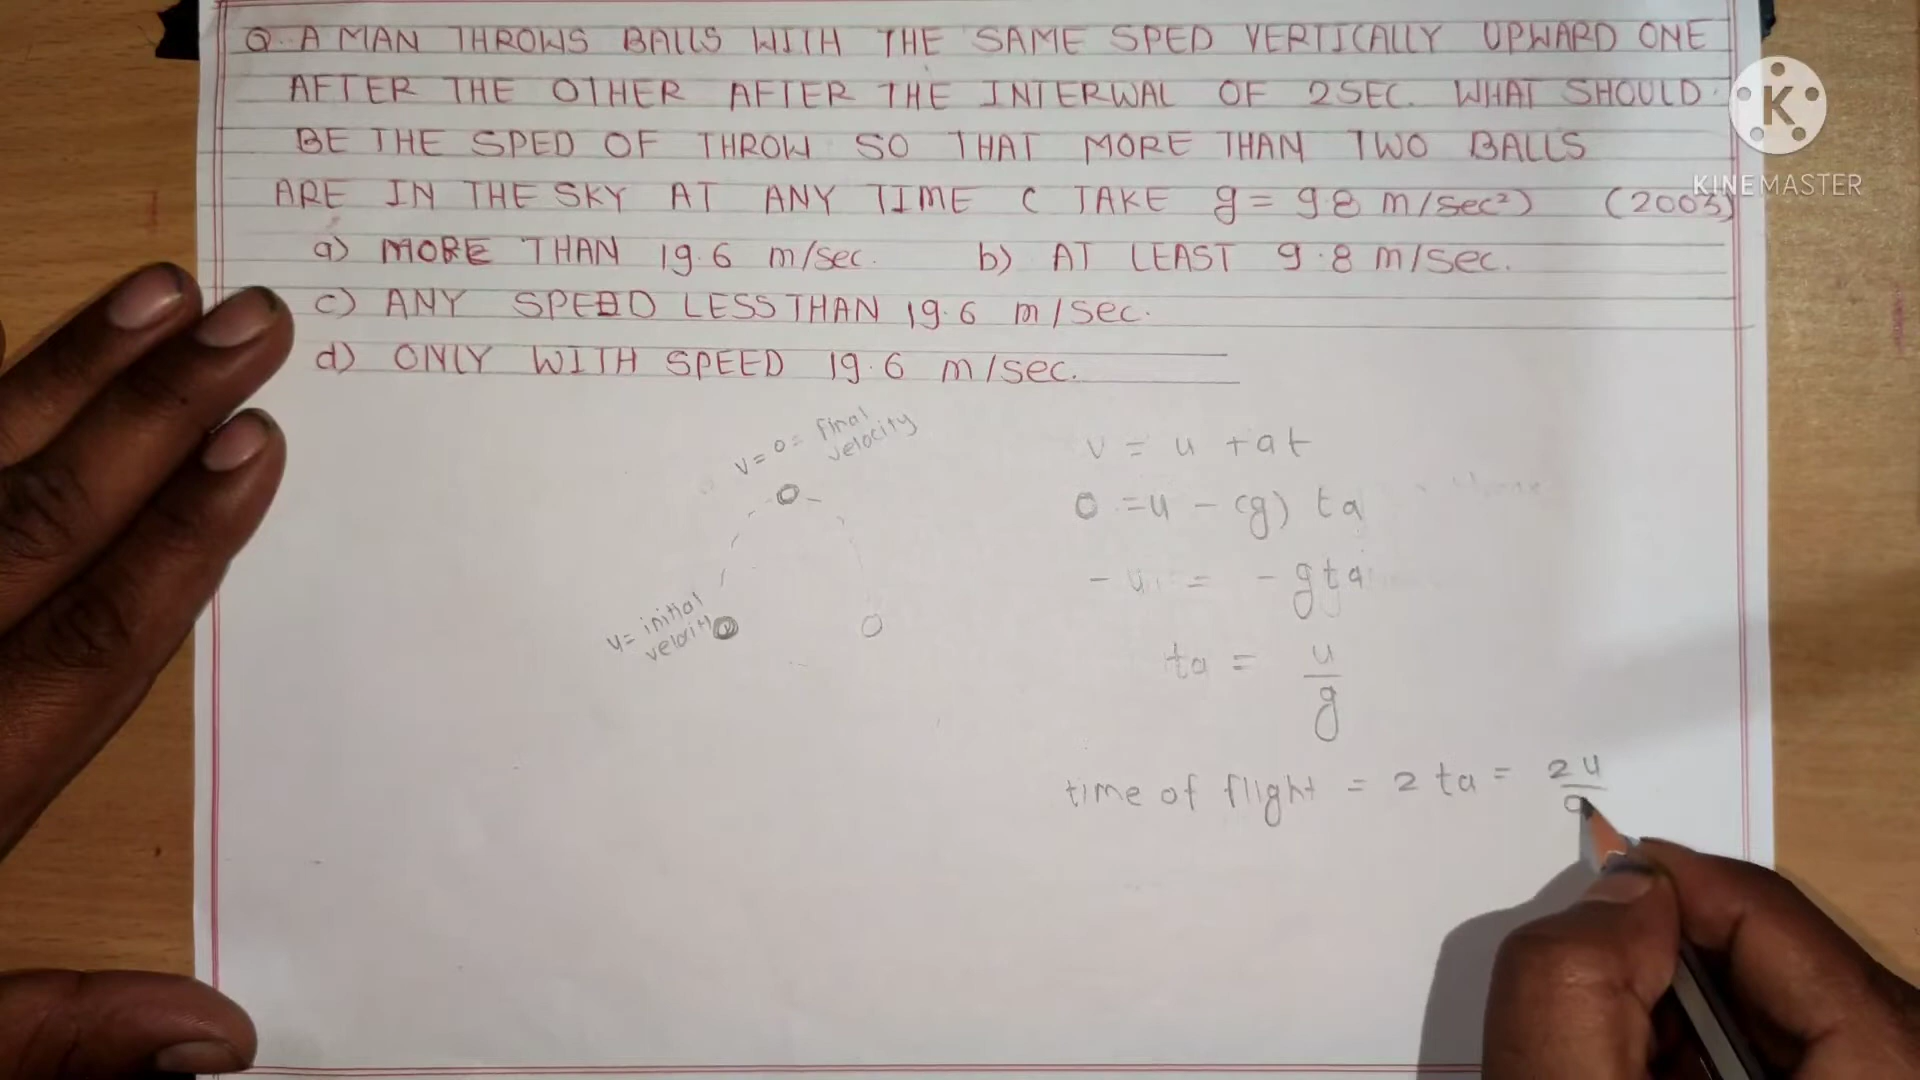 Q. A MAN THROWS BALLS WITH THE SAME SPED VERTICALLY UPWARD ONE
AFTER THE OTHER AFTER THE INTERWAL OF 2SEC. WHAT SHOULD
BE THE SPED OF THROW SO THAT MORE THAN TWO BALLS
ARE IN THE SKY AT ANY TIME ( TAKE g = 9.8 m/sec²) (2003)
a) MORE THAN 19.6 m/sec. b) AT LEAST 9.8 m/sec.
c) ANY SPEED LESS THAN 19.6 m/sec.
d) ONLY WITH SPEED 19.6 m/sec.
K
KINEMASTER
v = 0 = final
velocity
u = initial
velocity
v = u + at
0 = u - (g) ta
- u = - gta
ta = u/g
time of flight = 2 ta = 2u/g